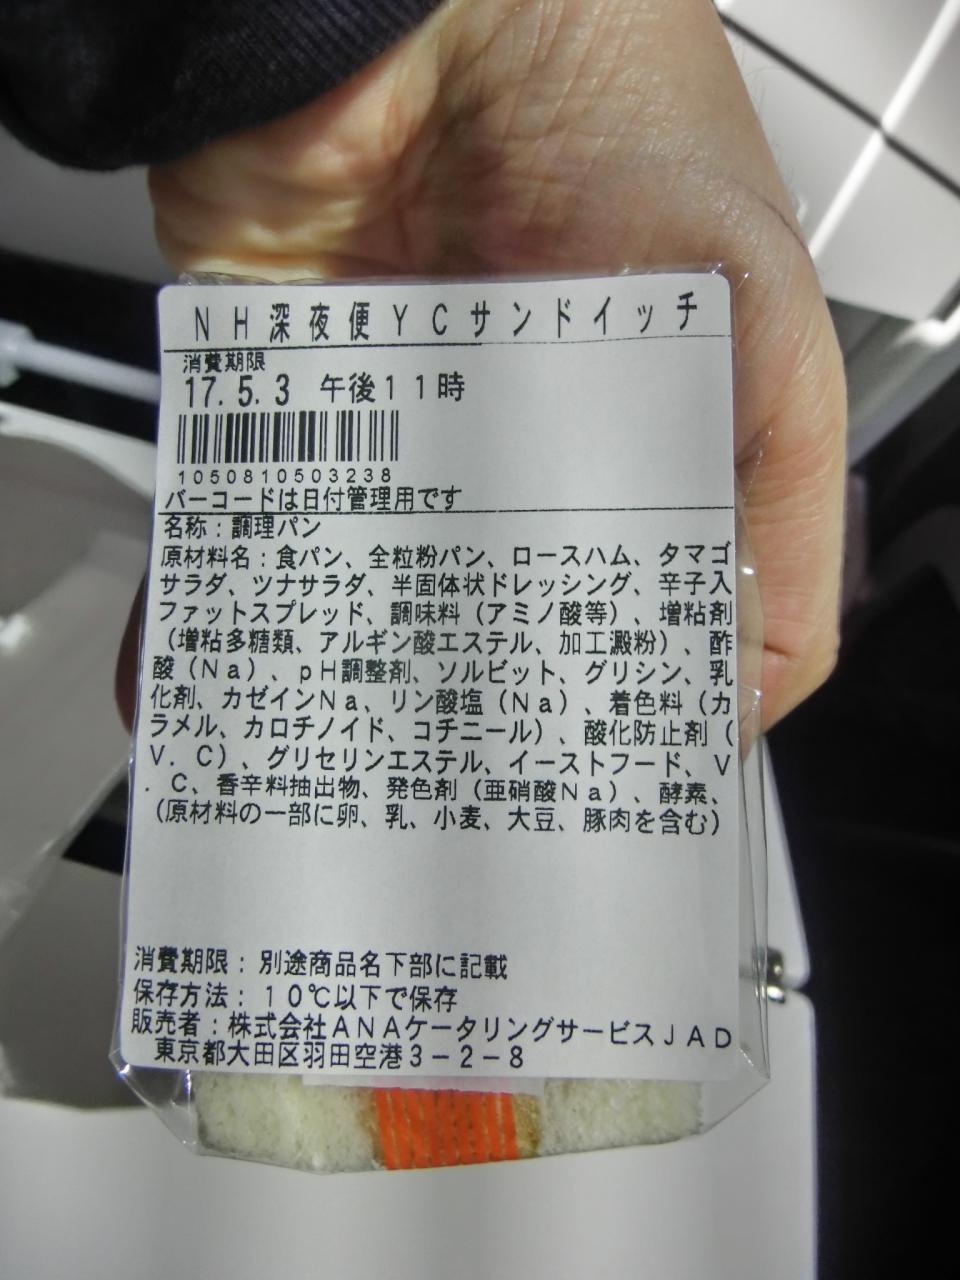 NH深夜便YCサンドイッチ
消費期限
17.5.3 午後11時
1050810503238
バーコードは日付管理用です
名称：調理パン
原材料名：食パン、全粒粉パン、ロースハム、タマゴ
サラダ、ツナサラダ、半固体状ドレッシング、辛子入
ファットスプレッド、調味料（アミノ酸等）、増粘剤
（増粘多糖類、アルギン酸エステル、加工澱粉）、酢
酸（Na）、pH調整剤、ソルビット、グリシン、乳
化剤、カゼインNa、リン酸塩（Na）、着色料（カ
ラメル、カロチノイド、コチニール）、酸化防止剤（
V．C）、グリセリンエステル、イーストフード、V
．C、香辛料抽出物、発色剤（亜硝酸Na）、酵素、
（原材料の一部に卵、乳、小麦、大豆、豚肉を含む）
消費期限：別途商品名下部に記載
保存方法：10℃以下で保存
販売者：株式会社ANAケータリングサービスJAD
東京都大田区羽田空港3－2－8